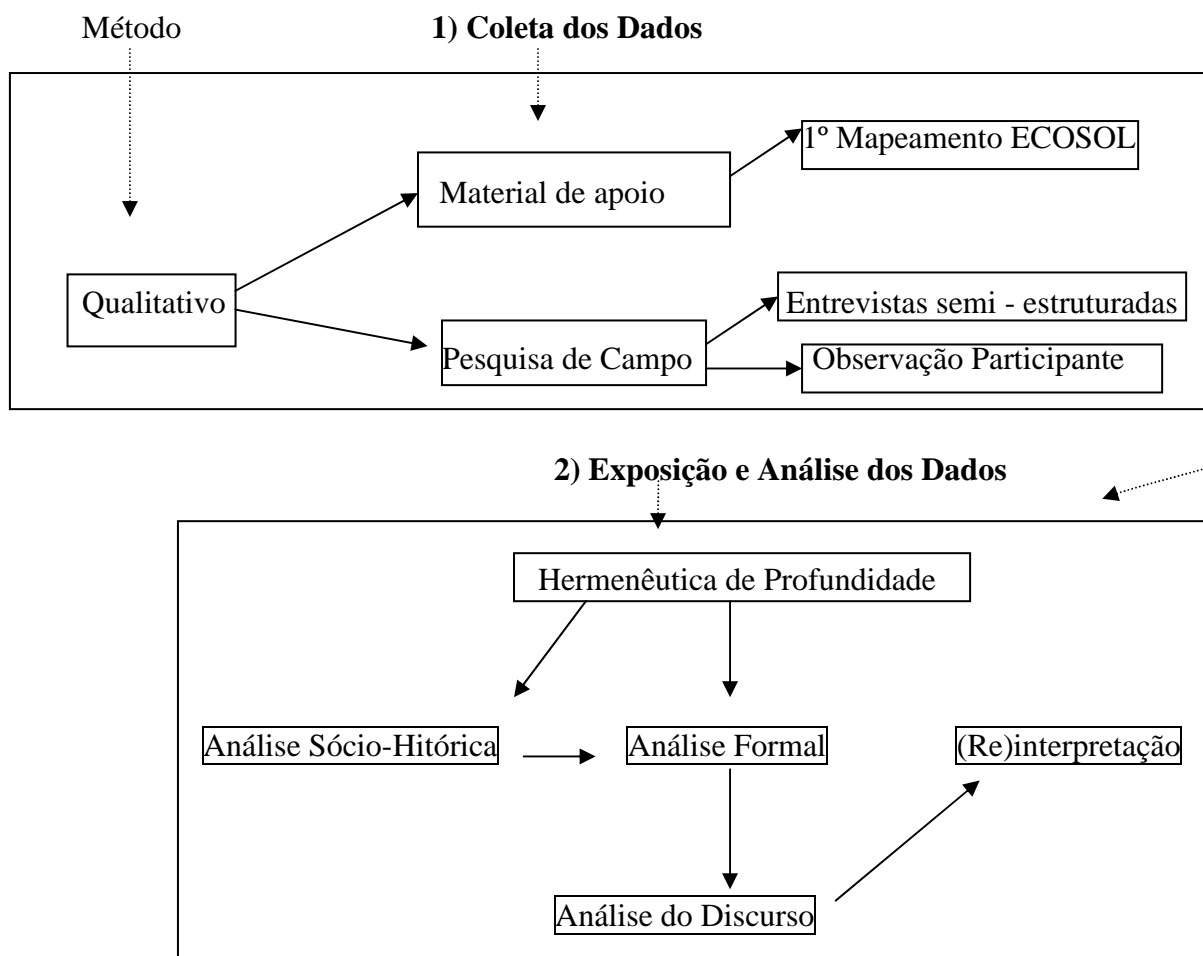 Método
1) Coleta dos Dados
1º Mapeamento ECOSOL
Material de apoio
Qualitativo
Entrevistas semi - estruturadas
Pesquisa de Campo
Observação Participante
2) Exposição e Análise dos Dados
Hermenêutica de Profundidade
Análise Sócio-Hitórica
Análise Formal
(Re)interpretação
Análise do Discurso